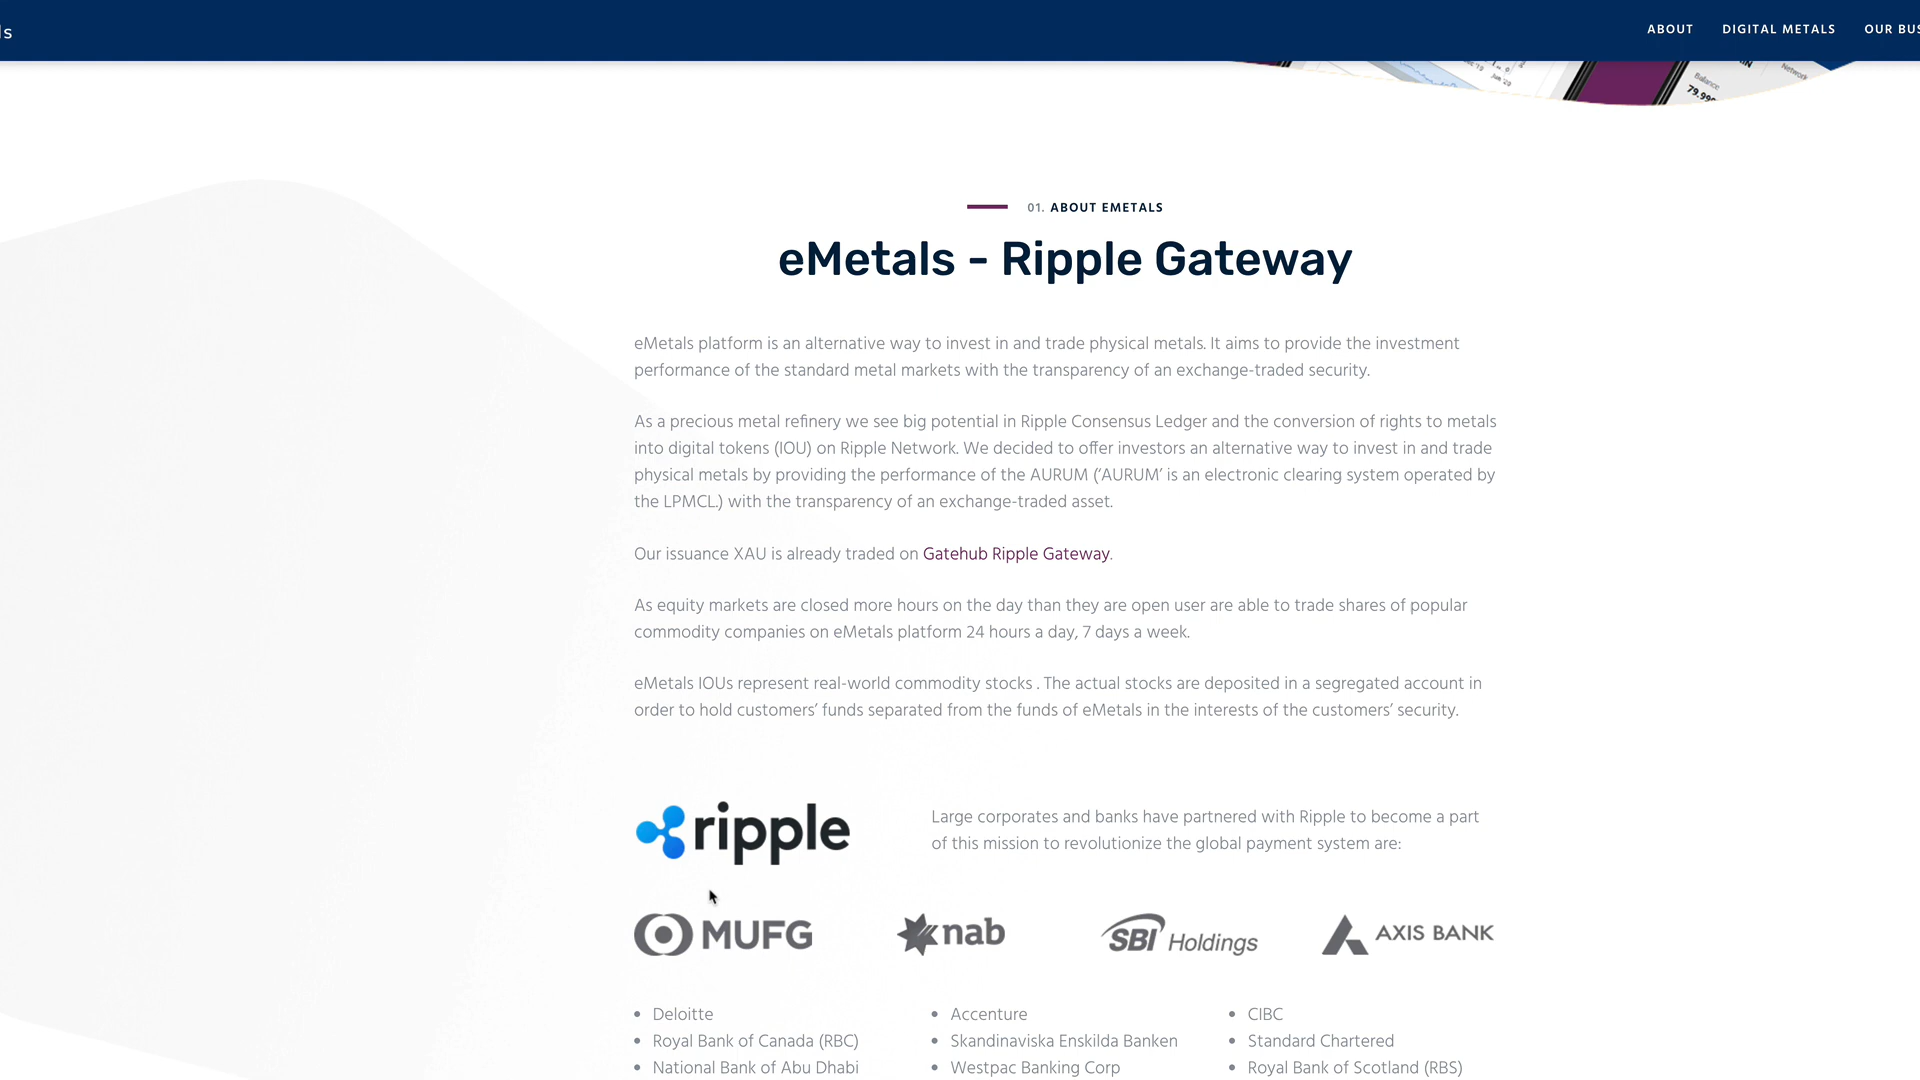 ls
ABOUT DIGITAL METALS OUR BUS
Balance
79.99
Network
01. ABOUT EMETALS
eMetals - Ripple Gateway
eMetals platform is an alternative way to invest in and trade physical metals. It aims to provide the investment
performance of the standard metal markets with the transparency of an exchange-traded security.
As a precious metal refinery we see big potential in Ripple Consensus Ledger and the conversion of rights to metals
into digital tokens (IOU) on Ripple Network. We decided to offer investors an alternative way to invest in and trade
physical metals by providing the performance of the AURUM (‘AURUM’ is an electronic clearing system operated by
the LPMCL.) with the transparency of an exchange-traded asset.
Our issuance XAU is already traded on Gatehub Ripple Gateway.
As equity markets are closed more hours on the day than they are open user are able to trade shares of popular
commodity companies on eMetals platform 24 hours a day, 7 days a week.
eMetals IOUs represent real-world commodity stocks . The actual stocks are deposited in a segregated account in
order to hold customers’ funds separated from the funds of eMetals in the interests of the customers’ security.
ripple
Large corporates and banks have partnered with Ripple to become a part
of this mission to revolutionize the global payment system are:
MUFG nab SBI Holdings AXIS BANK
• Deloitte
• Royal Bank of Canada (RBC)
• National Bank of Abu Dhabi
• Accenture
• Skandinaviska Enskilda Banken
• Westpac Banking Corp
• CIBC
• Standard Chartered
• Royal Bank of Scotland (RBS)